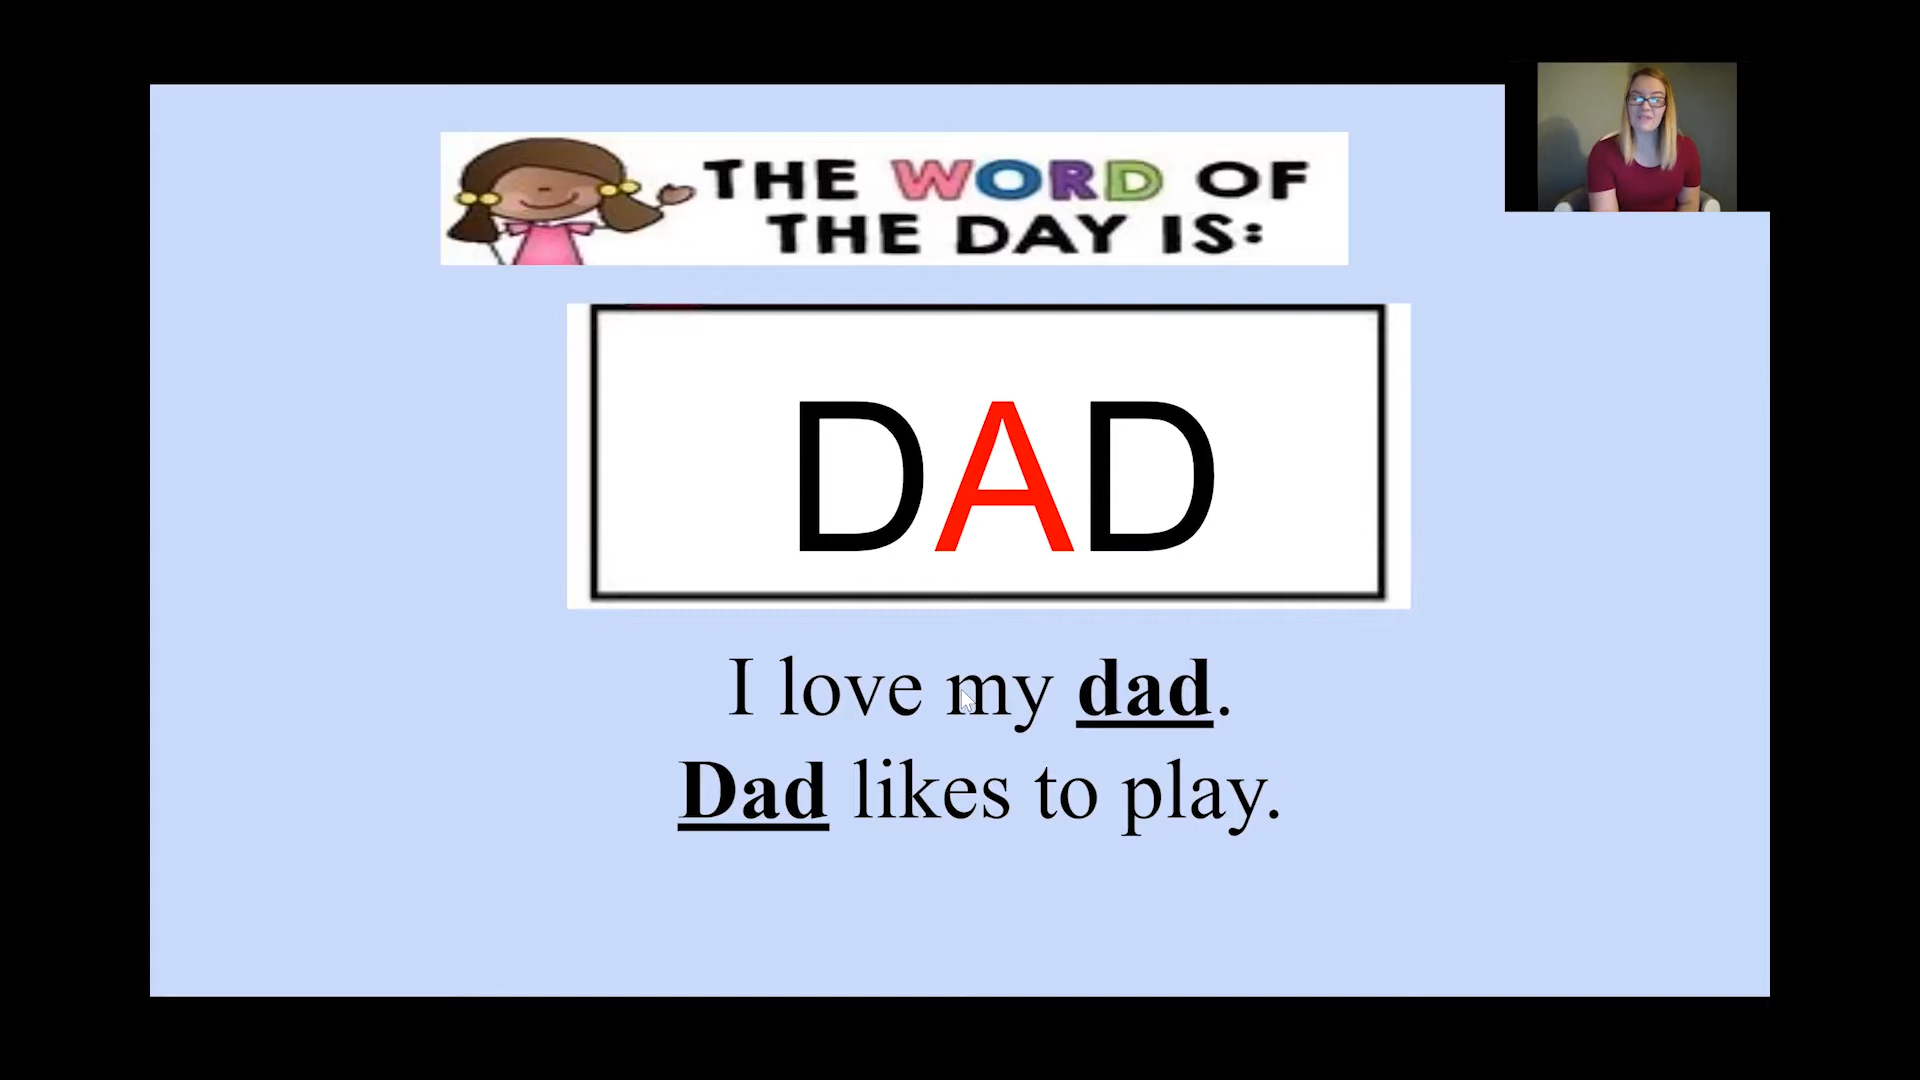 THE WORD OF
THE DAY IS:
DAD
I love my dad.
Dad likes to play.